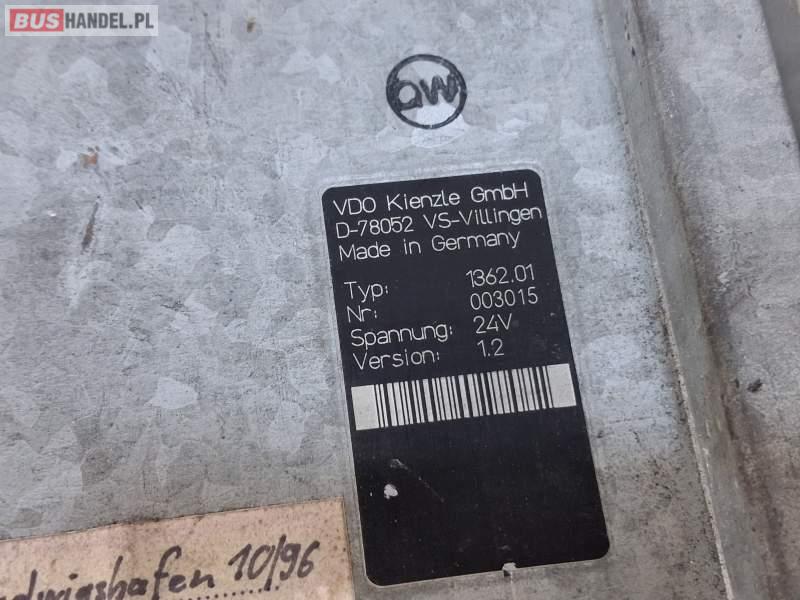 BUSHANDEL.PL
aw
VDO Kienzle GmbH
D-78052 VS-Villingen
Made in Germany
Typ: 1362.01
Nr: 003015
Spannung: 24V
Version: 1.2
10/96